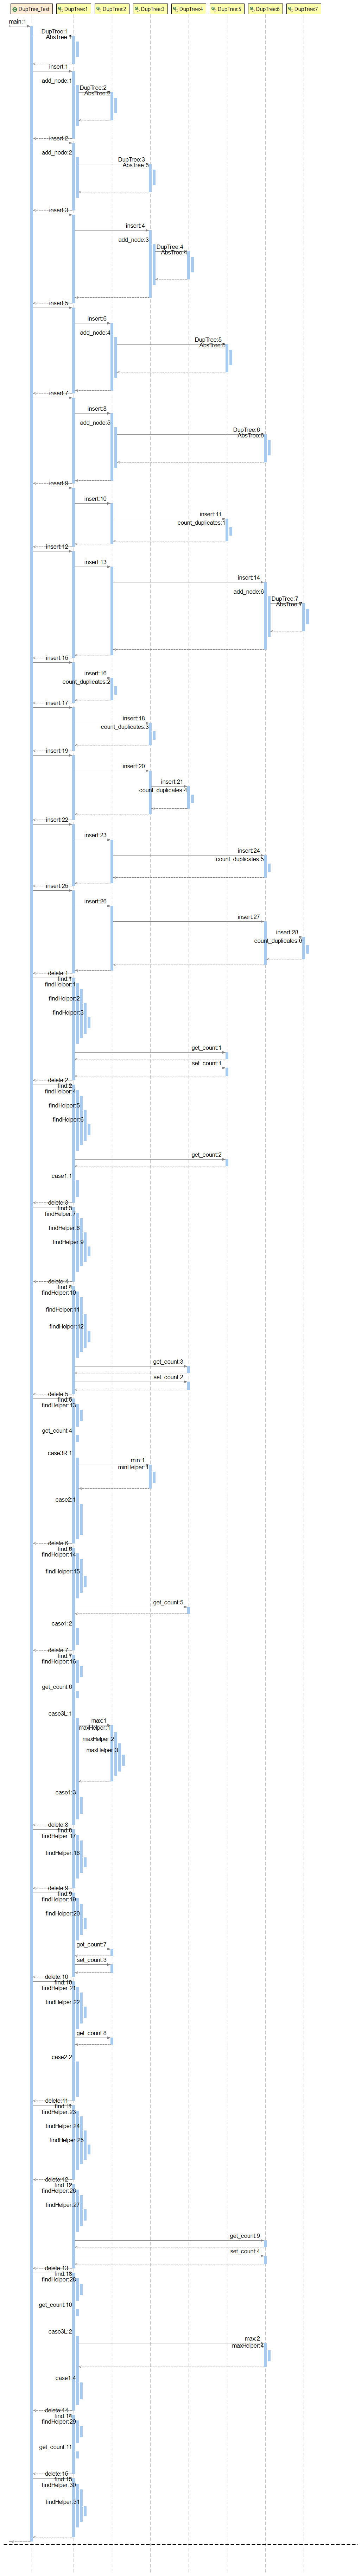 DupTree_Test DupTree:1 DupTree:2 DupTree:3 DupTree:4 DupTree:5 DupTree:6 DupTree:7
main:1
DupTree:1
AbsTree:1
insert:1
add_node:1
DupTree:2
AbsTree:2
insert:2
add_node:2
DupTree:3
AbsTree:3
insert:3
insert:4
add_node:3
DupTree:4
AbsTree:4
insert:5
insert:6
add_node:4
DupTree:5
AbsTree:5
insert:7
insert:8
add_node:5
DupTree:6
AbsTree:6
insert:9
insert:10
insert:11
count_duplicates:1
insert:12
insert:13
insert:14
add_node:6
DupTree:7
AbsTree:7
insert:15
insert:16
count_duplicates:2
insert:17
insert:18
count_duplicates:3
insert:19
insert:20
insert:21
count_duplicates:4
insert:22
insert:23
insert:24
count_duplicates:5
insert:25
insert:26
insert:27
insert:28
count_duplicates:6
delete:1
find:1
findHelper:1
findHelper:2
findHelper:3
get_count:1
set_count:1
delete:2
find:2
findHelper:4
findHelper:5
findHelper:6
get_count:2
case1:1
delete:3
find:3
findHelper:7
findHelper:8
findHelper:9
delete:4
find:4
findHelper:10
findHelper:11
findHelper:12
get_count:3
set_count:2
delete:5
find:5
findHelper:13
get_count:4
case3R:1
min:1
minHelper:1
case2:1
delete:6
find:6
findHelper:14
findHelper:15
get_count:5
case1:2
delete:7
find:7
findHelper:16
get_count:6
case3L:1
max:1
maxHelper:1
maxHelper:2
maxHelper:3
case1:3
delete:8
find:8
findHelper:17
findHelper:18
delete:9
find:9
findHelper:19
findHelper:20
get_count:7
set_count:3
delete:10
find:10
findHelper:21
findHelper:22
get_count:8
case2:2
delete:11
find:11
findHelper:23
findHelper:24
findHelper:25
delete:12
find:12
findHelper:26
findHelper:27
get_count:9
set_count:4
delete:13
find:13
findHelper:28
get_count:10
case3L:2
max:2
maxHelper:4
case1:4
delete:14
find:14
findHelper:29
get_count:11
delete:15
find:15
findHelper:30
findHelper:31